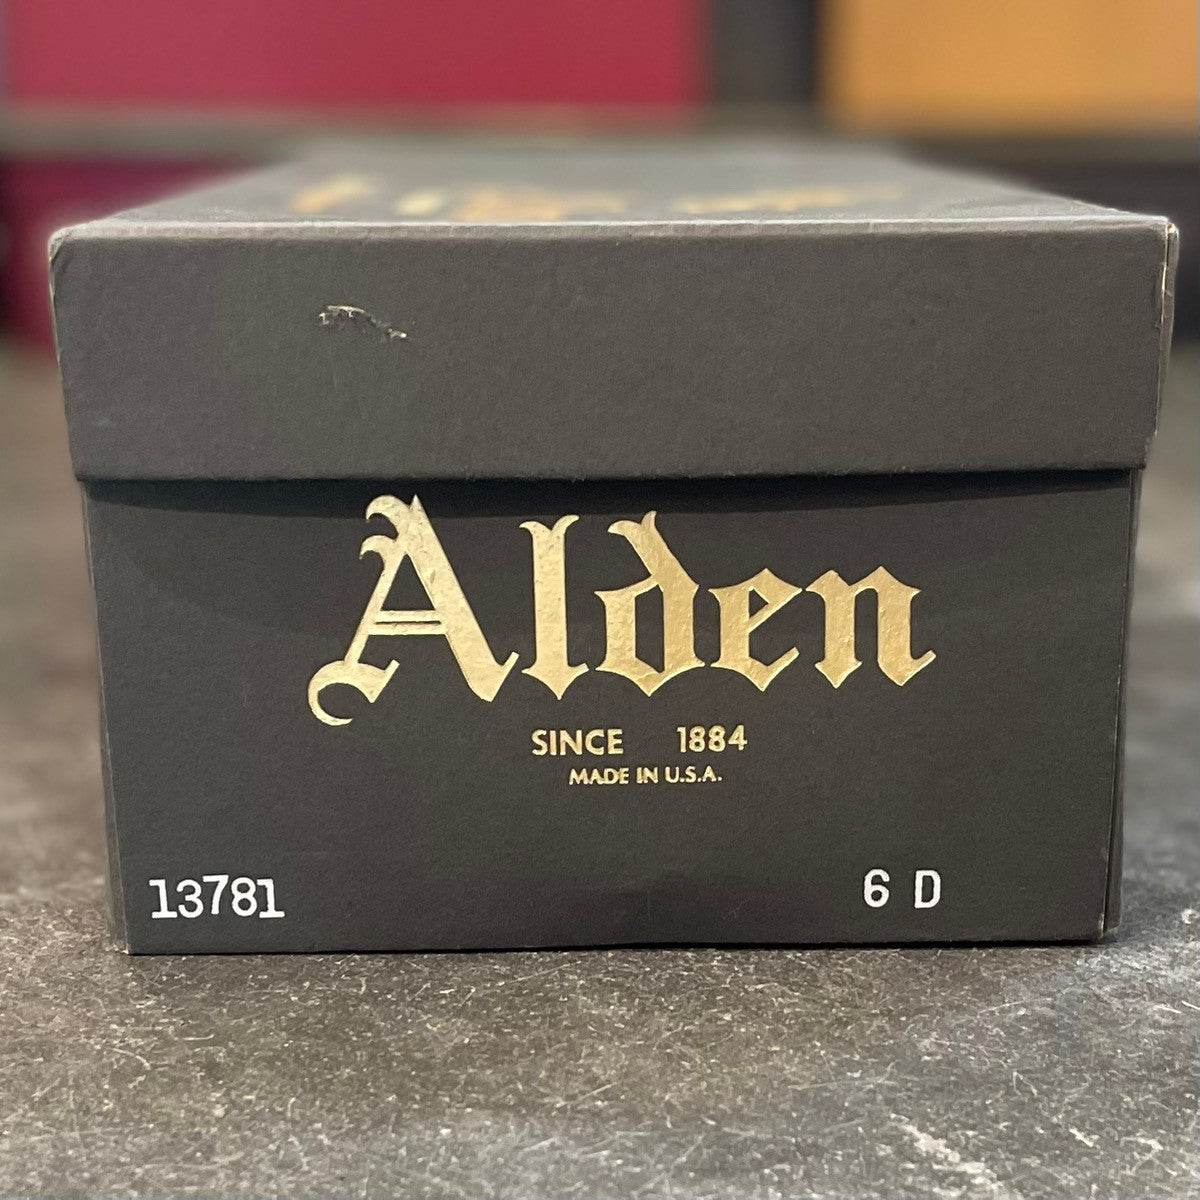 Alden
SINCE 1884
MADE IN U.S.A.
13781 6 D